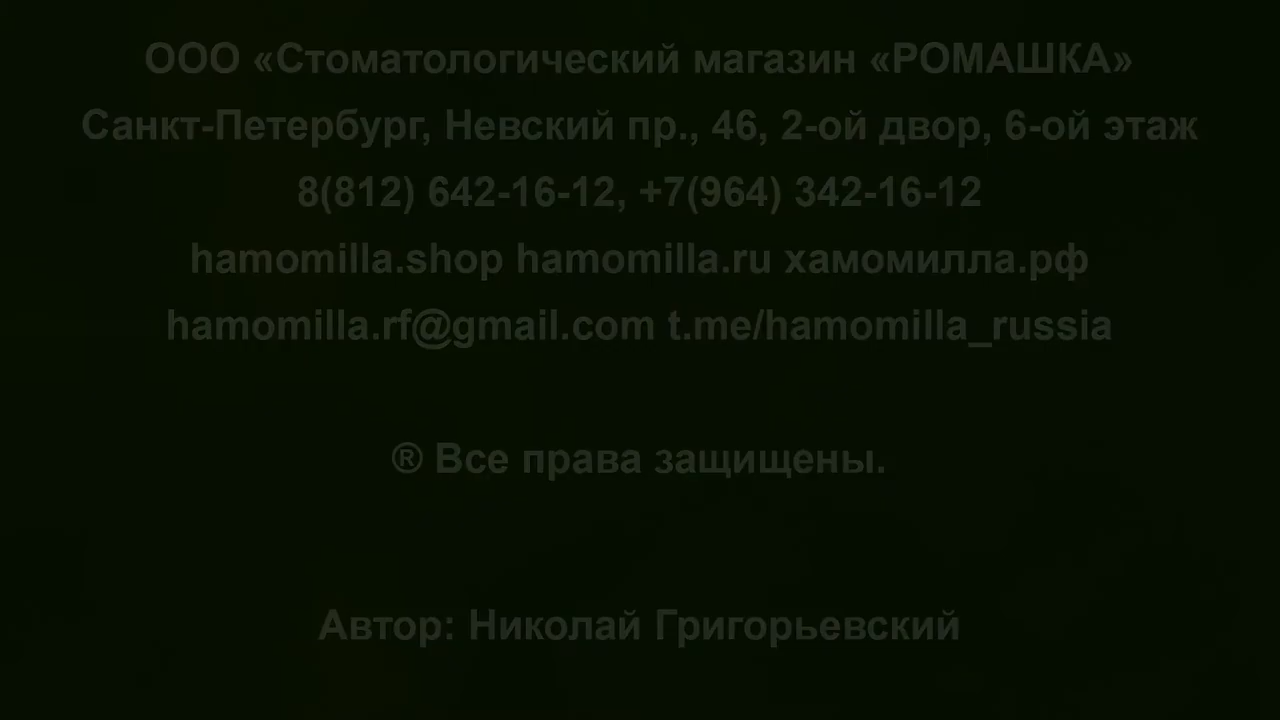 ООО «Стоматологический магазин «РОМАШКА»
Санкт-Петербург, Невский пр., 46, 2-ой двор, 6-ой этаж
8(812) 642-16-12, +7(964) 342-16-12
hamomilla.shop hamomilla.ru хамомилла.рф
hamomilla.rf@gmail.com t.me/hamomilla_russia
® Все права защищены.
Автор: Николай Григорьевский